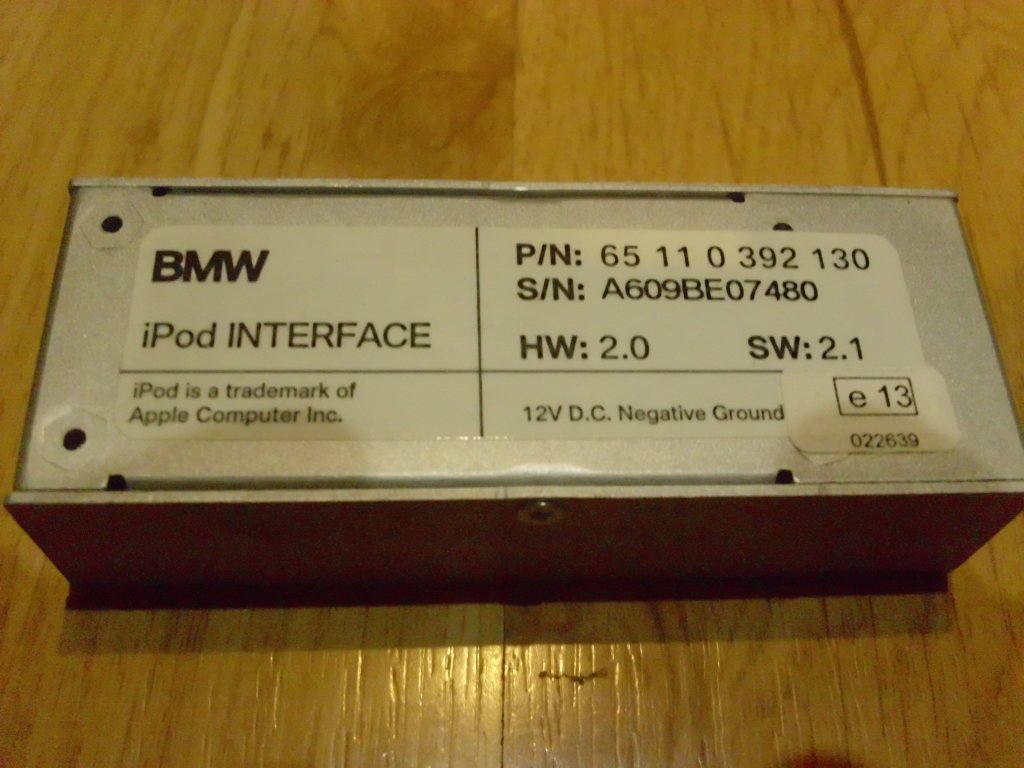 BMW
iPod INTERFACE
iPod is a trademark of
Apple Computer Inc.
P/N: 65 11 0 392 130
S/N: A609BE07480
HW: 2.0 SW: 2.1
12V D.C. Negative Ground
e 13
022639